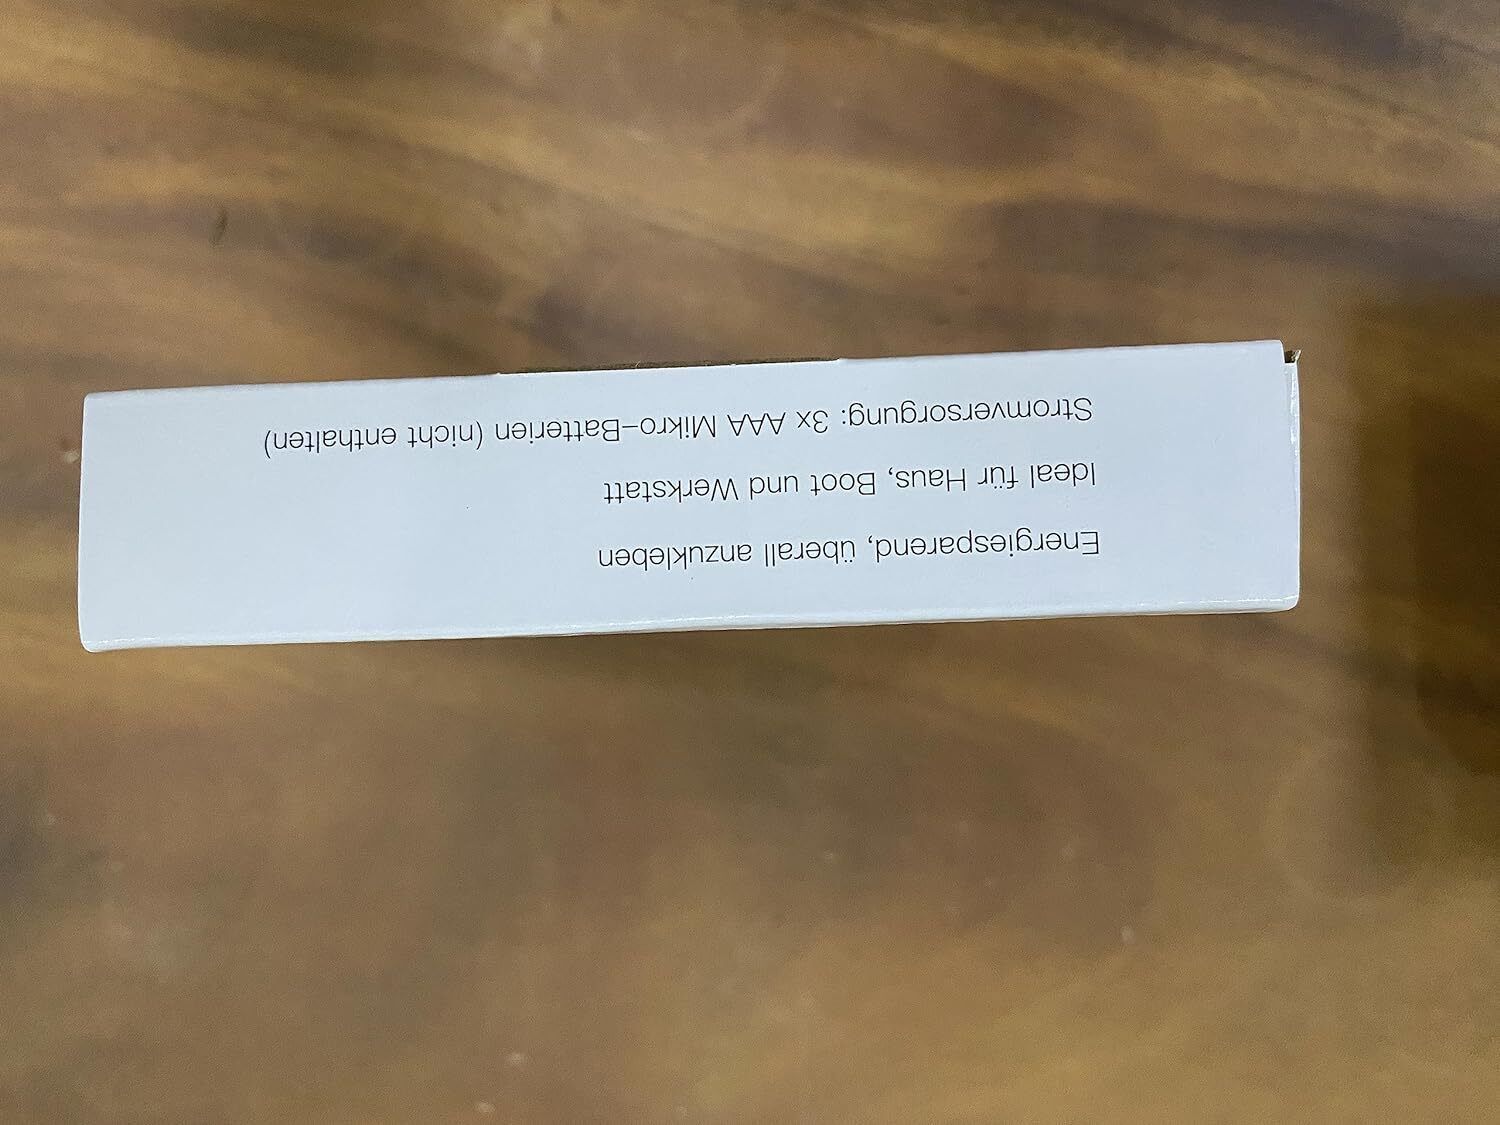 Energiesparend, überall anzukleben
Ideal für Haus, Boot und Werkstatt
Stromversorgung: 3x AAA Mikro-Batterien (nicht enthalten)